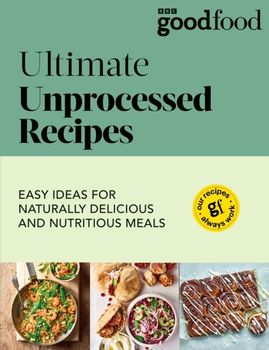 BBC
goodfood
Ultimate
Unprocessed
Recipes
EASY IDEAS FOR
NATURALLY DELICIOUS
AND NUTRITIOUS MEALS
our recipes
gf
always work